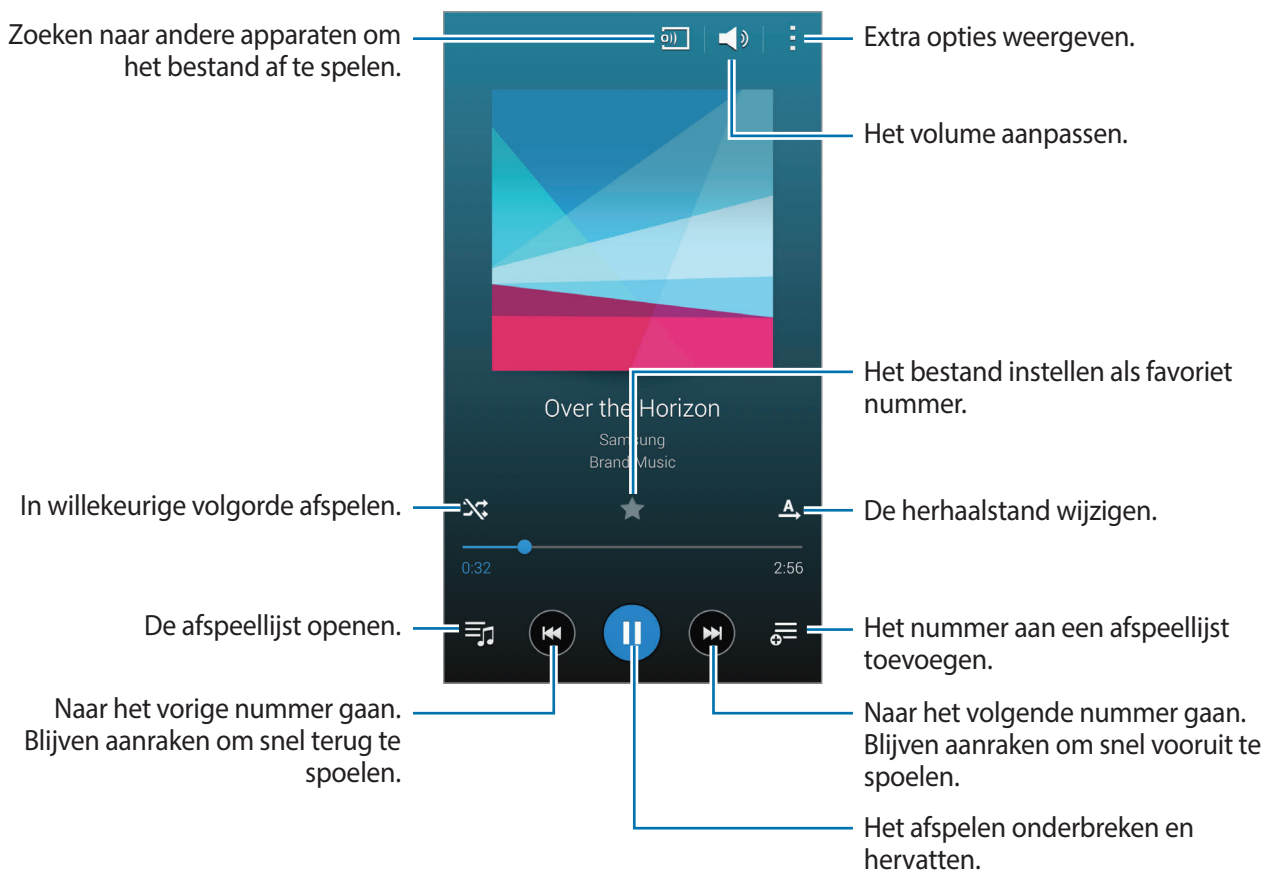 Zoeken naar andere apparaten om
het bestand af te spelen.
Extra opties weergeven.
Het volume aanpassen.
Het bestand instellen als favoriet
nummer.
Over the Horizon
Samsung
Brand Music
In willekeurige volgorde afspelen.
A
De herhaalstand wijzigen.
0:32
2:56
De afspeellijst openen.
Het nummer aan een afspeellijst
toevoegen.
Naar het vorige nummer gaan.
Blijven aanraken om snel terug te
spoelen.
Naar het volgende nummer gaan.
Blijven aanraken om snel vooruit te
spoelen.
Het afspelen onderbreken en
hervatten.